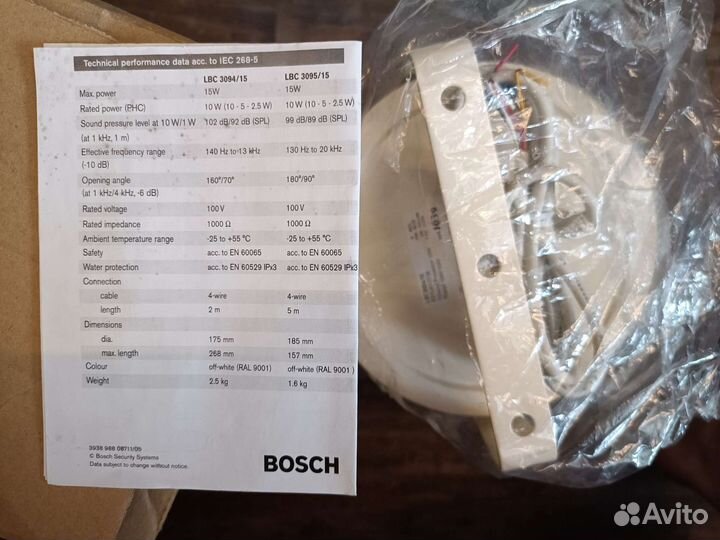 Technical performance data acc. to IEC 268-5
LBC 3094/15 LBC 3095/15
Max. power 15W 15W
Rated power (PHC) 10 W (10 - 5 - 2.5 W) 10 W (10 - 5 - 2.5 W)
Sound pressure level at 10 W/1 W 102 dB/92 dB (SPL) 99 dB/89 dB (SPL)
(at 1 kHz, 1 m)
Effective frequency range 140 Hz to 13 kHz 130 Hz to 20 kHz
(-10 dB)
Opening angle 160°/70° 180°/90°
(at 1 kHz/4 kHz, -6 dB)
Rated voltage 100 V 100 V
Rated impedance 1000 Ω 1000 Ω
Ambient temperature range -25 to +55 °C -25 to +55 °C
Safety acc. to EN 60065 acc. to EN 60065
Water protection acc. to EN 60529 IPx3 acc. to EN 60529 IPx3
Connection
cable 4-wire 4-wire
length 2 m 5 m
Dimensions
dia. 175 mm 185 mm
max. length 268 mm 157 mm
Colour off-white (RAL 9001) off-white (RAL 9001)
Weight 2.5 kg 1.6 kg
3938 988 08711/05
© Bosch Security Systems
Data subject to change without notice.
BOSCH
1039
Avito